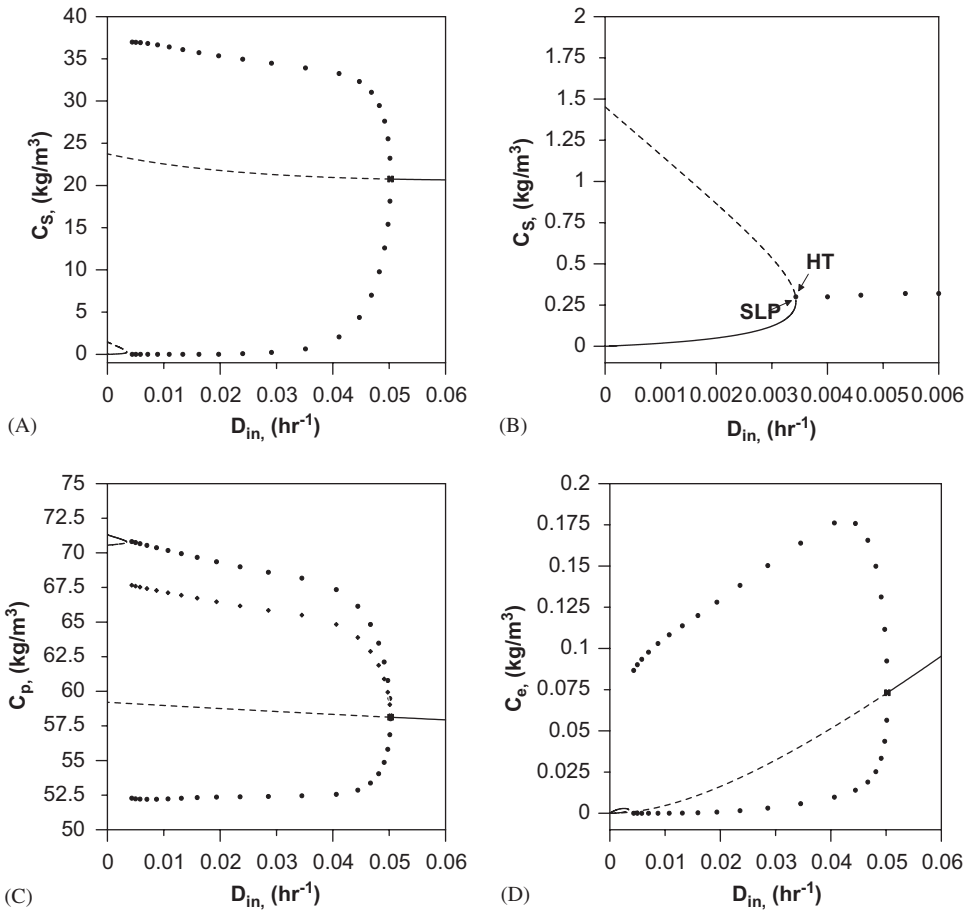 40
35
30
25
20
15
10
5
0
C_S, (kg/m³)
0 0.01 0.02 0.03 0.04 0.05 0.06
D_in, (hr⁻¹)
(A)
2
1.75
1.5
1.25
1
0.75
0.5
0.25
0
C_S, (kg/m³)
HT
SLP
0 0.001 0.002 0.003 0.004 0.005 0.006
D_in, (hr⁻¹)
(B)
75
72.5
70
67.5
65
62.5
60
57.5
55
52.5
50
C_p, (kg/m³)
0 0.01 0.02 0.03 0.04 0.05 0.06
D_in, (hr⁻¹)
(C)
0.2
0.175
0.15
0.125
0.1
0.075
0.05
0.025
0
C_e, (kg/m³)
0 0.01 0.02 0.03 0.04 0.05 0.06
D_in, (hr⁻¹)
(D)